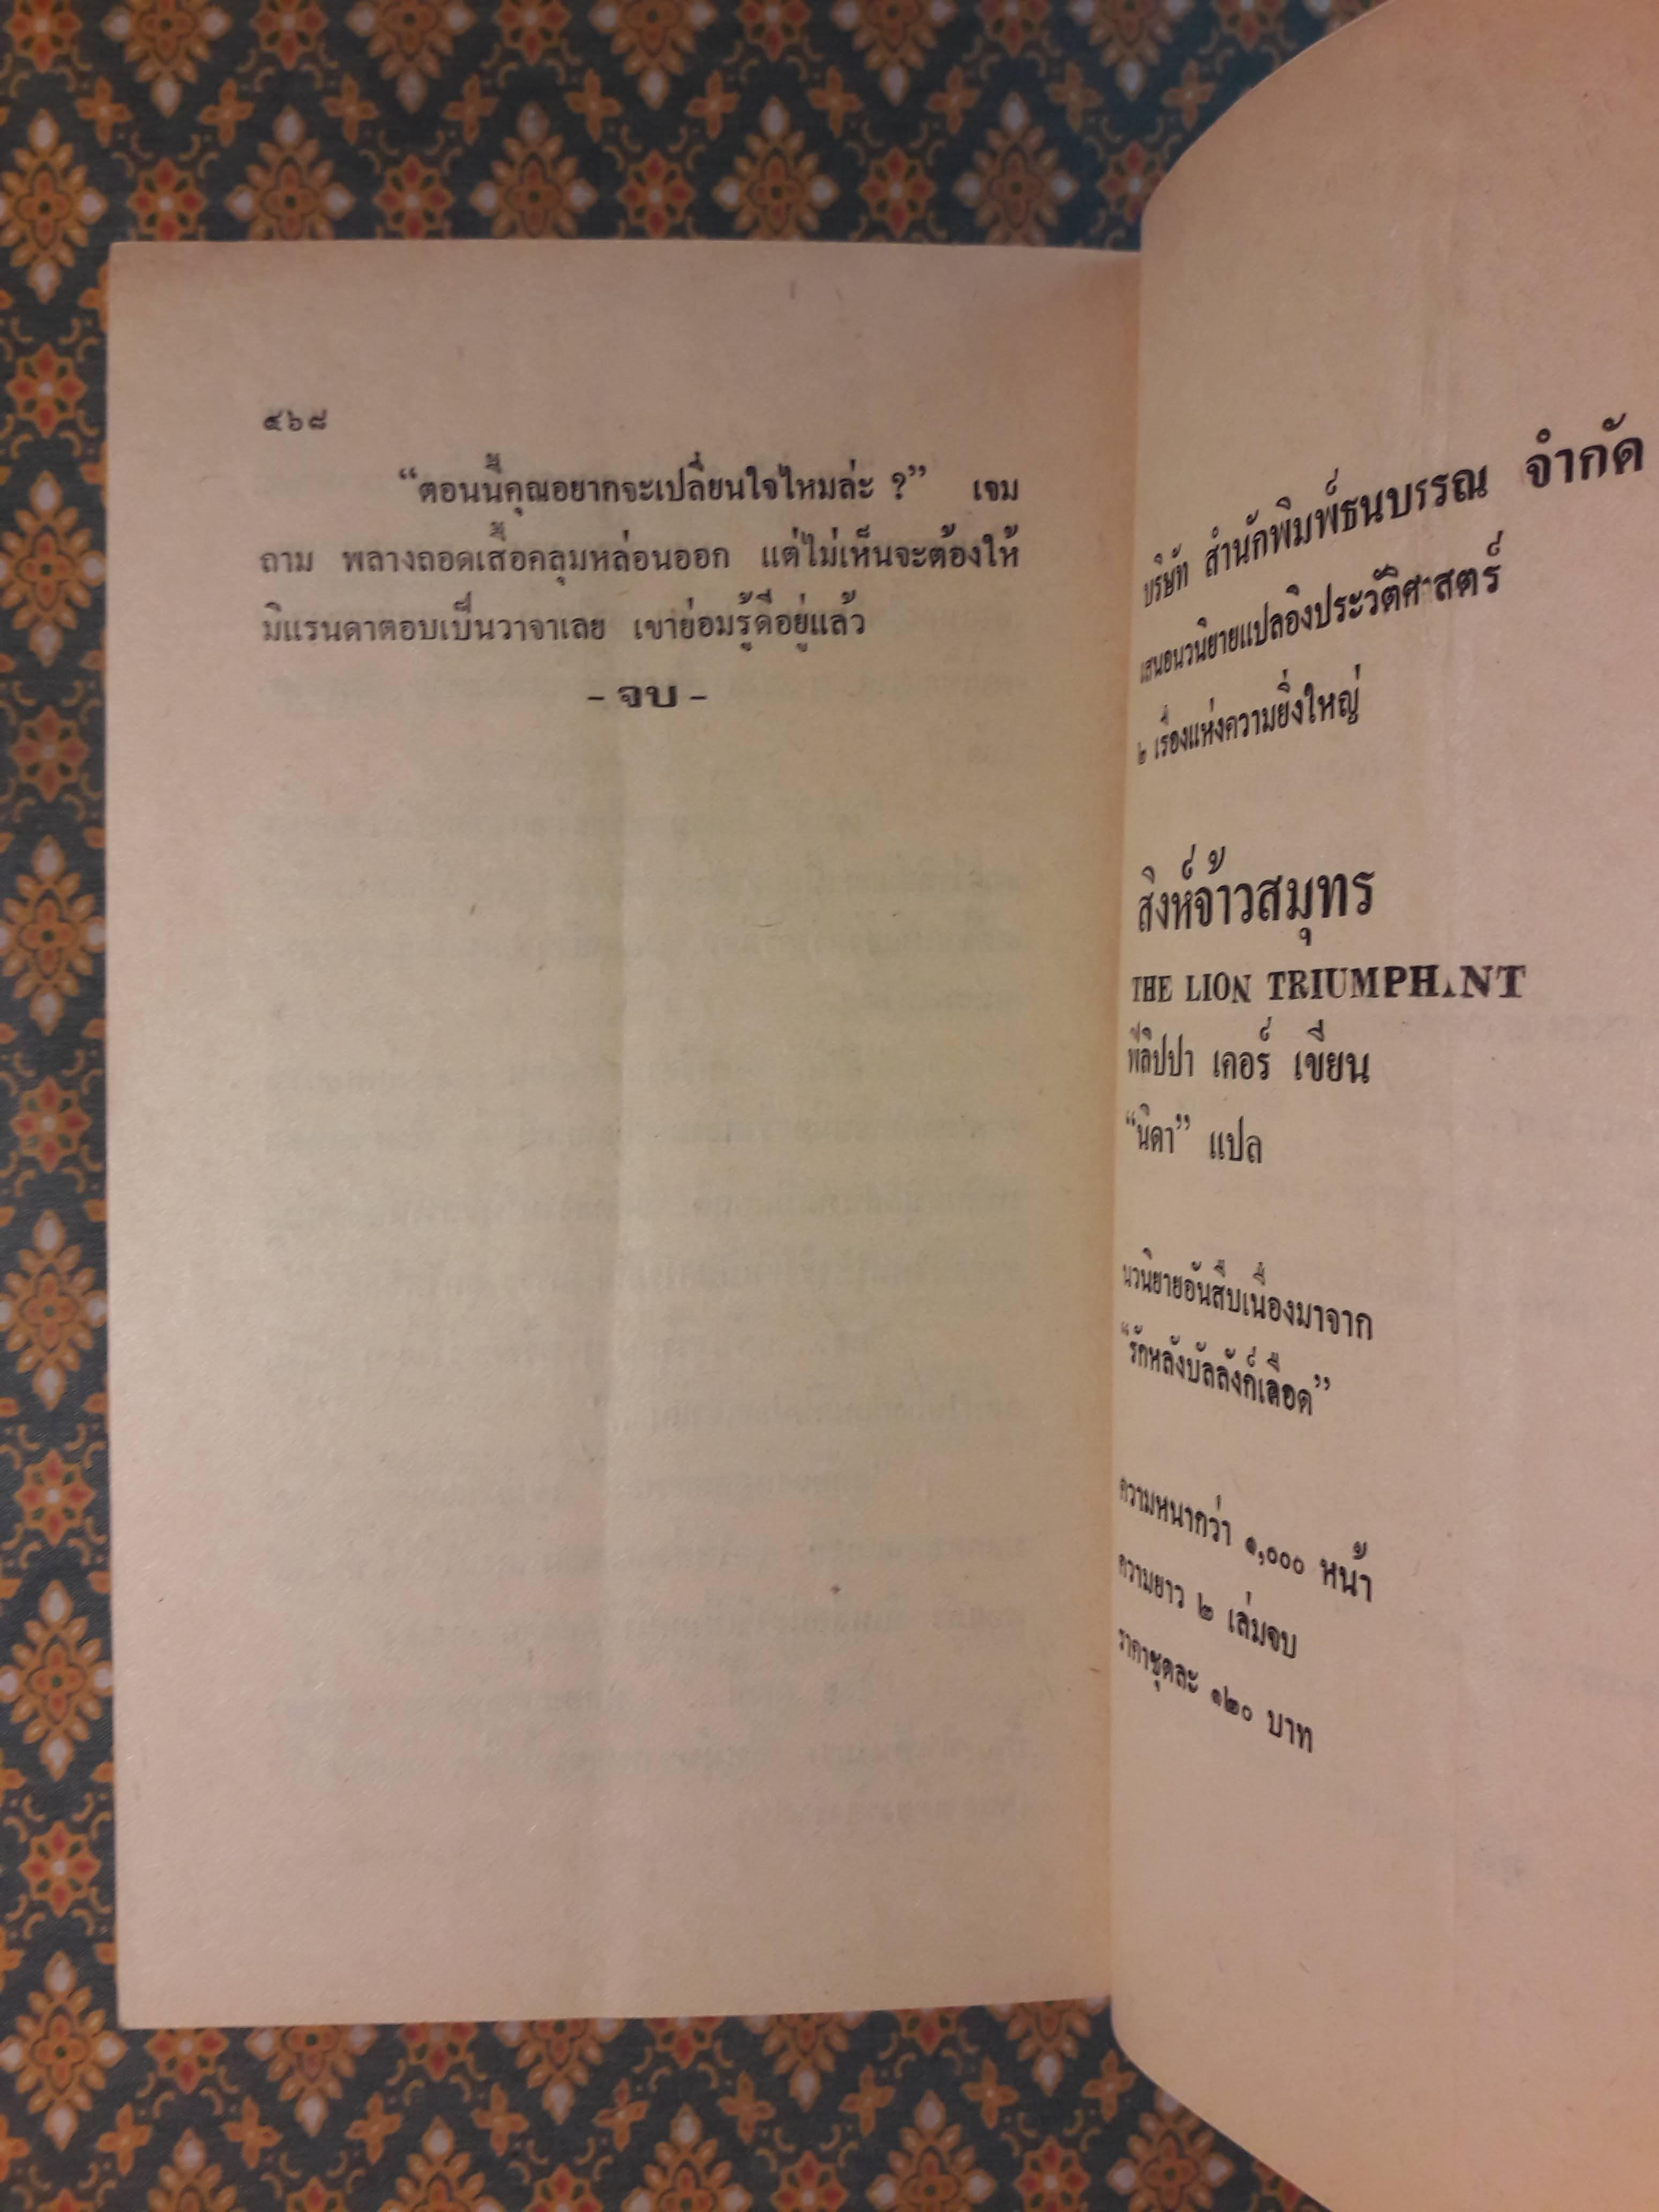 ๕๖๘
“ตอนนี้คุณอยากจะเปลี่ยนใจไหมล่ะ ?” เจม
ถาม พลางถอดเสื้อคลุมหล่อนออก แต่ไม่เห็นจะต้องให้
มิแรนดาตอบเป็นวาจาเลย เขาย่อมรู้ดีอยู่แล้ว
- จบ -
บริษัท สำนักพิมพ์ธนบรรณ จำกัด
เสนอนวนิยายแปลอิงประวัติศาสตร์
๒ เรื่องแห่งความยิ่งใหญ่
สิงห์จ้าวสมุทร
THE LION TRIUMPHANT
ฟีลิปปา เคอร์ เขียน
“นิดา” แปล
นวนิยายอันสืบเนื่องมาจาก
“รักหลังบัลลังก์เลือด”
ความหนากว่า ๑,๐๐๐ หน้า
ความยาว ๒ เล่มจบ
ราคาชุดละ ๑๒๐ บาท